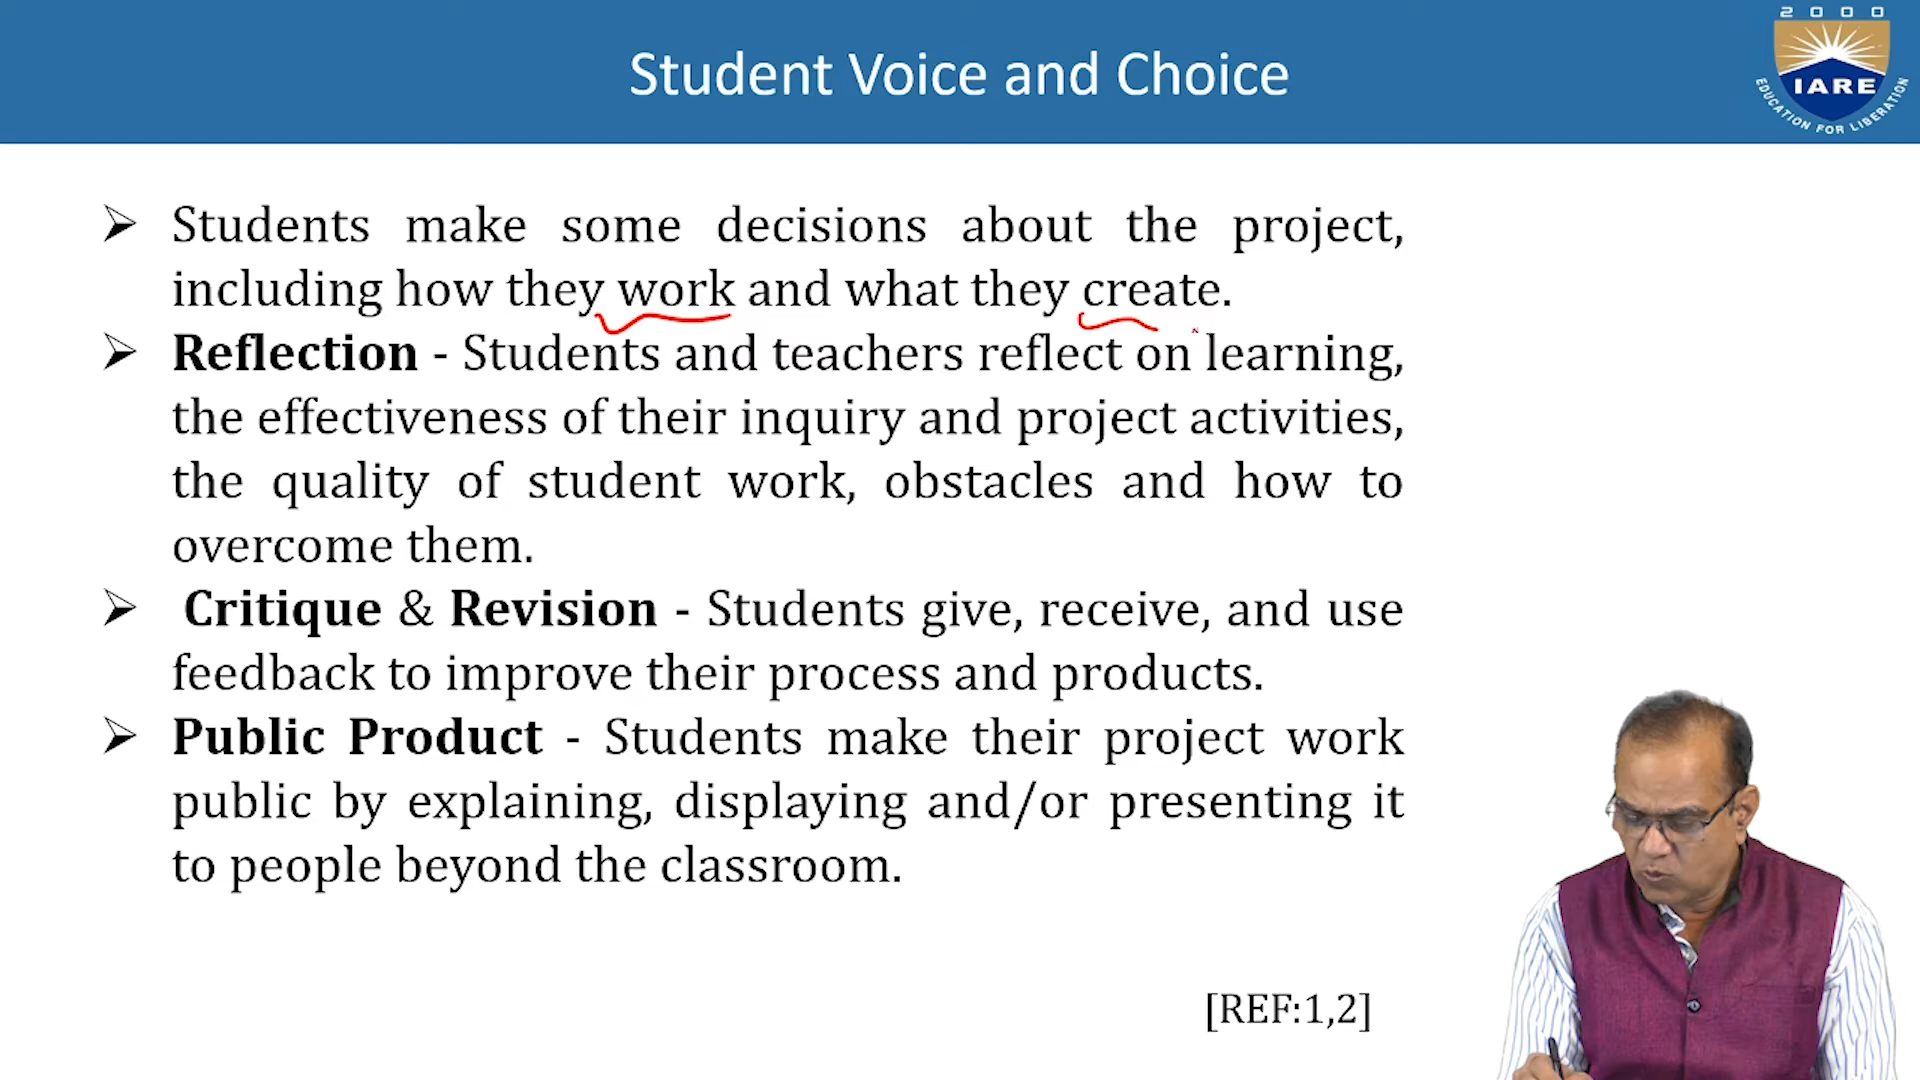 2000
Student Voice and Choice
IARE
EDUCATION FOR LIBERATION
➢ Students make some decisions about the project,
including how they work and what they create.
➢ Reflection - Students and teachers reflect on learning,
the effectiveness of their inquiry and project activities,
the quality of student work, obstacles and how to
overcome them.
➢ Critique & Revision - Students give, receive, and use
feedback to improve their process and products.
➢ Public Product - Students make their project work
public by explaining, displaying and/or presenting it
to people beyond the classroom.
[REF:1,2]